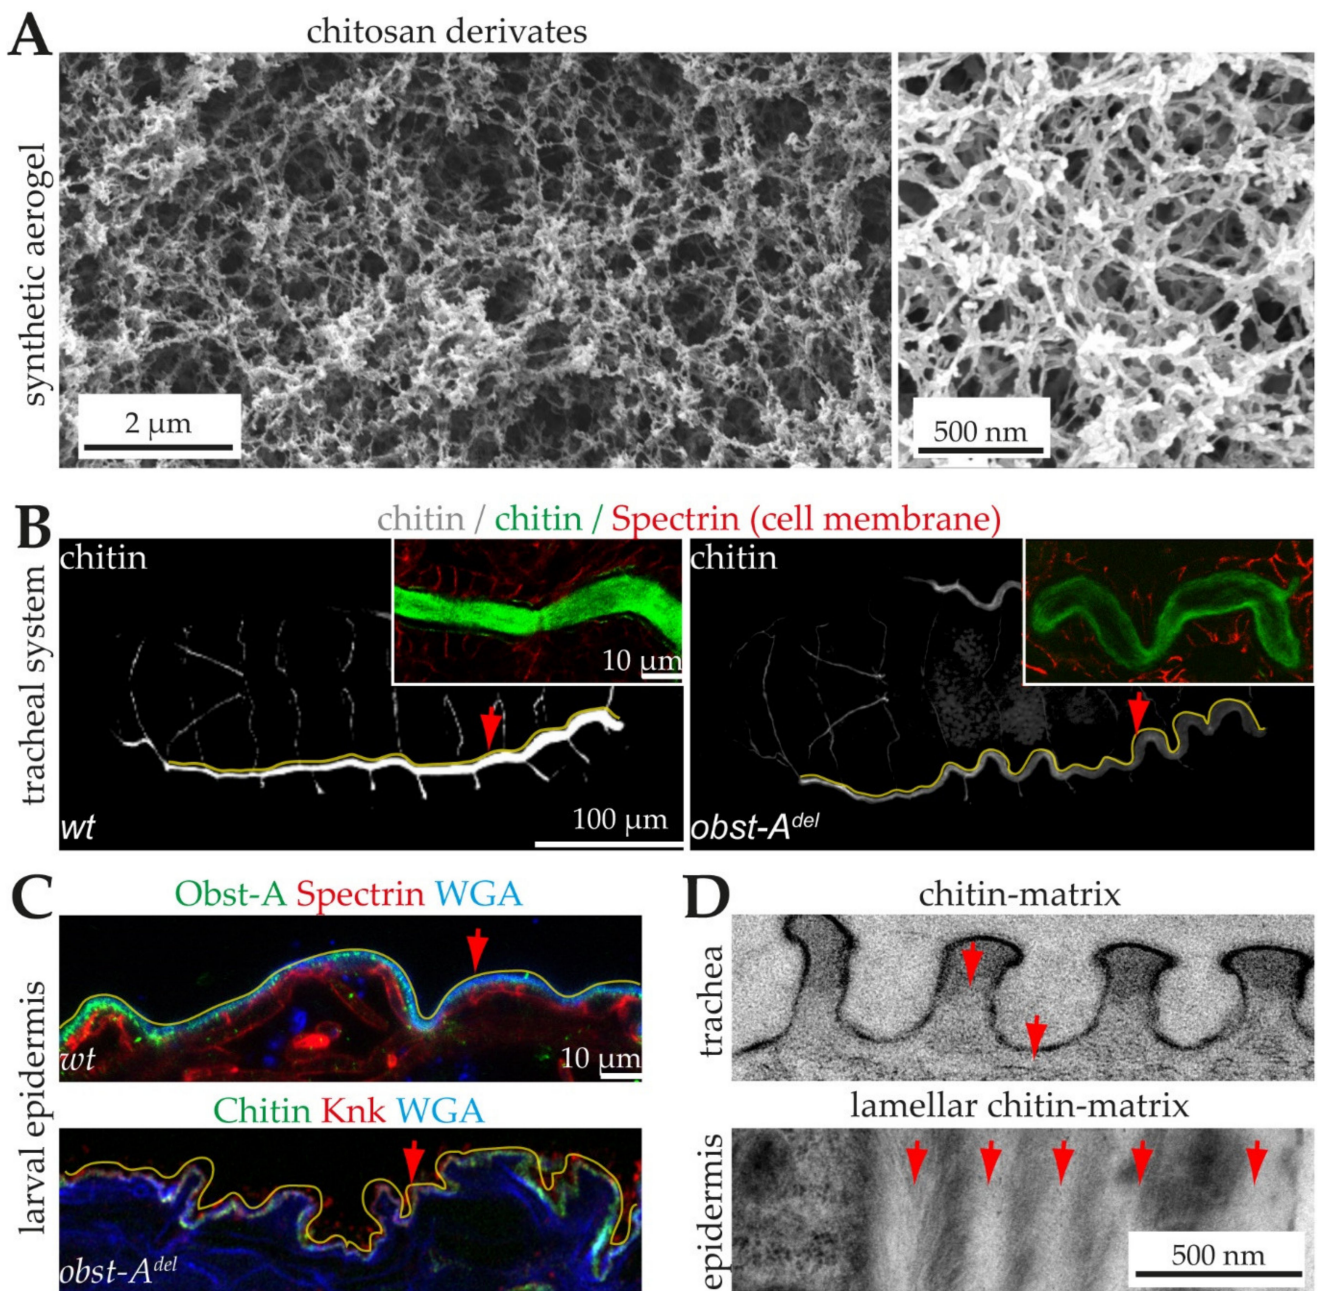 A
chitosan derivates
synthetic aerogel
2 µm
500 nm
B
chitin / chitin / Spectrin (cell membrane)
tracheal system
chitin
10 µm
wt
100 µm
chitin
obst-A^del
C
Obst-A Spectrin WGA
larval epidermis
wt
10 µm
Chitin Knk WGA
obst-A^del
D
chitin-matrix
trachea
lamellar chitin-matrix
epidermis
500 nm